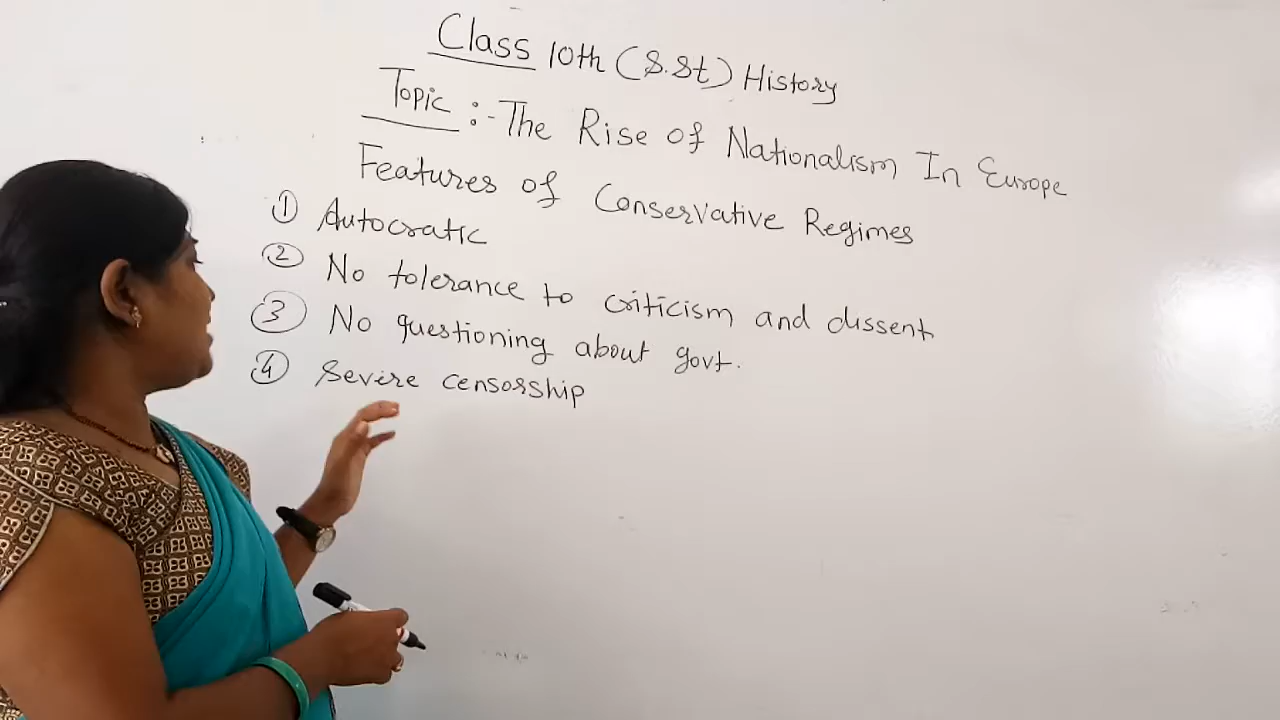 Class 10th (S.St) History
Topic :- The Rise of Nationalism In Europe
Features of Conservative Regimes
① Autocratic
② No tolerance to criticism and dissent
③ No questioning about govt.
④ Severe censorship